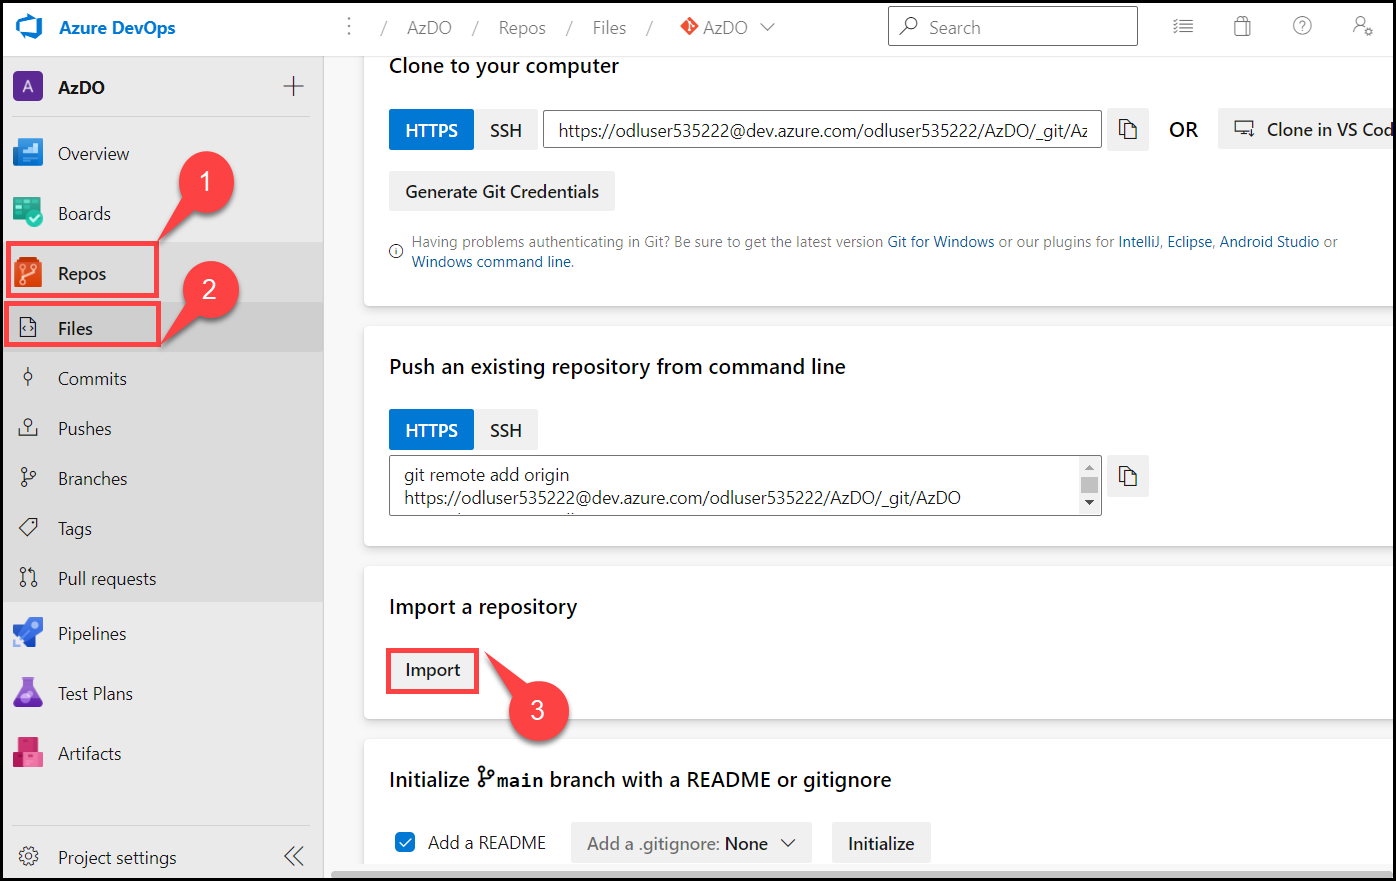 Azure DevOps
/ AzDO / Repos / Files / AzDO
Search
A AzDO
Overview
Boards
Repos
Files
Commits
Pushes
Branches
Tags
Pull requests
Pipelines
Test Plans
Artifacts
Project settings
1
2
Clone to your computer
HTTPS SSH https://odluser535222@dev.azure.com/odluser535222/AzDO/_git/Az OR Clone in VS Cod
Generate Git Credentials
Having problems authenticating in Git? Be sure to get the latest version Git for Windows or our plugins for IntelliJ, Eclipse, Android Studio or
Windows command line.
Push an existing repository from command line
HTTPS SSH
git remote add origin
https://odluser535222@dev.azure.com/odluser535222/AzDO/_git/AzDO
Import a repository
Import
3
Initialize main branch with a README or gitignore
Add a README Add a .gitignore: None Initialize